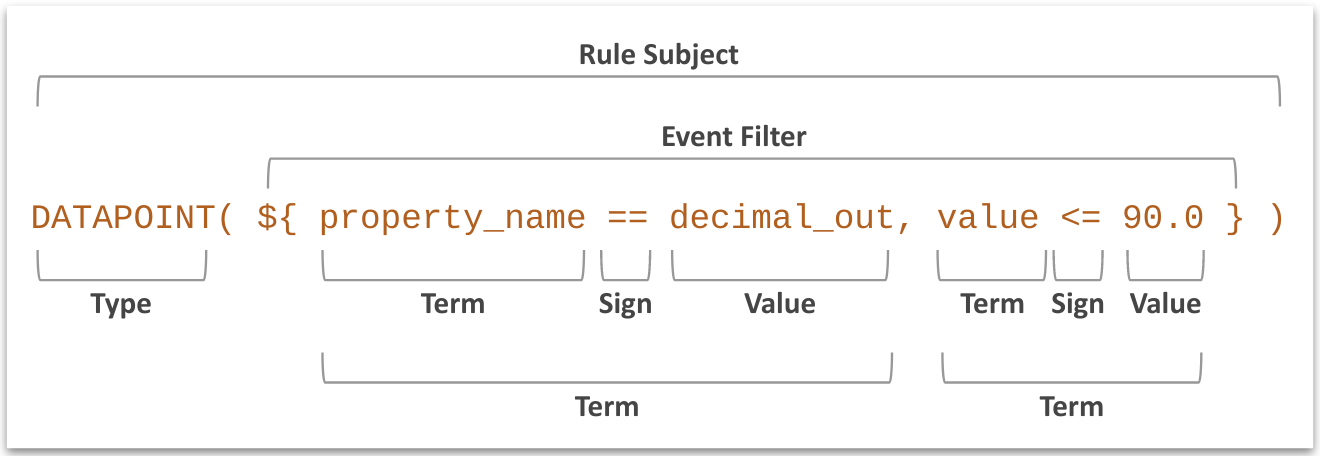 Rule Subject
Event Filter
DATAPOINT( ${ property_name == decimal_out, value <= 90.0 } )
Type Term Sign Value Term Sign Value
Term Term